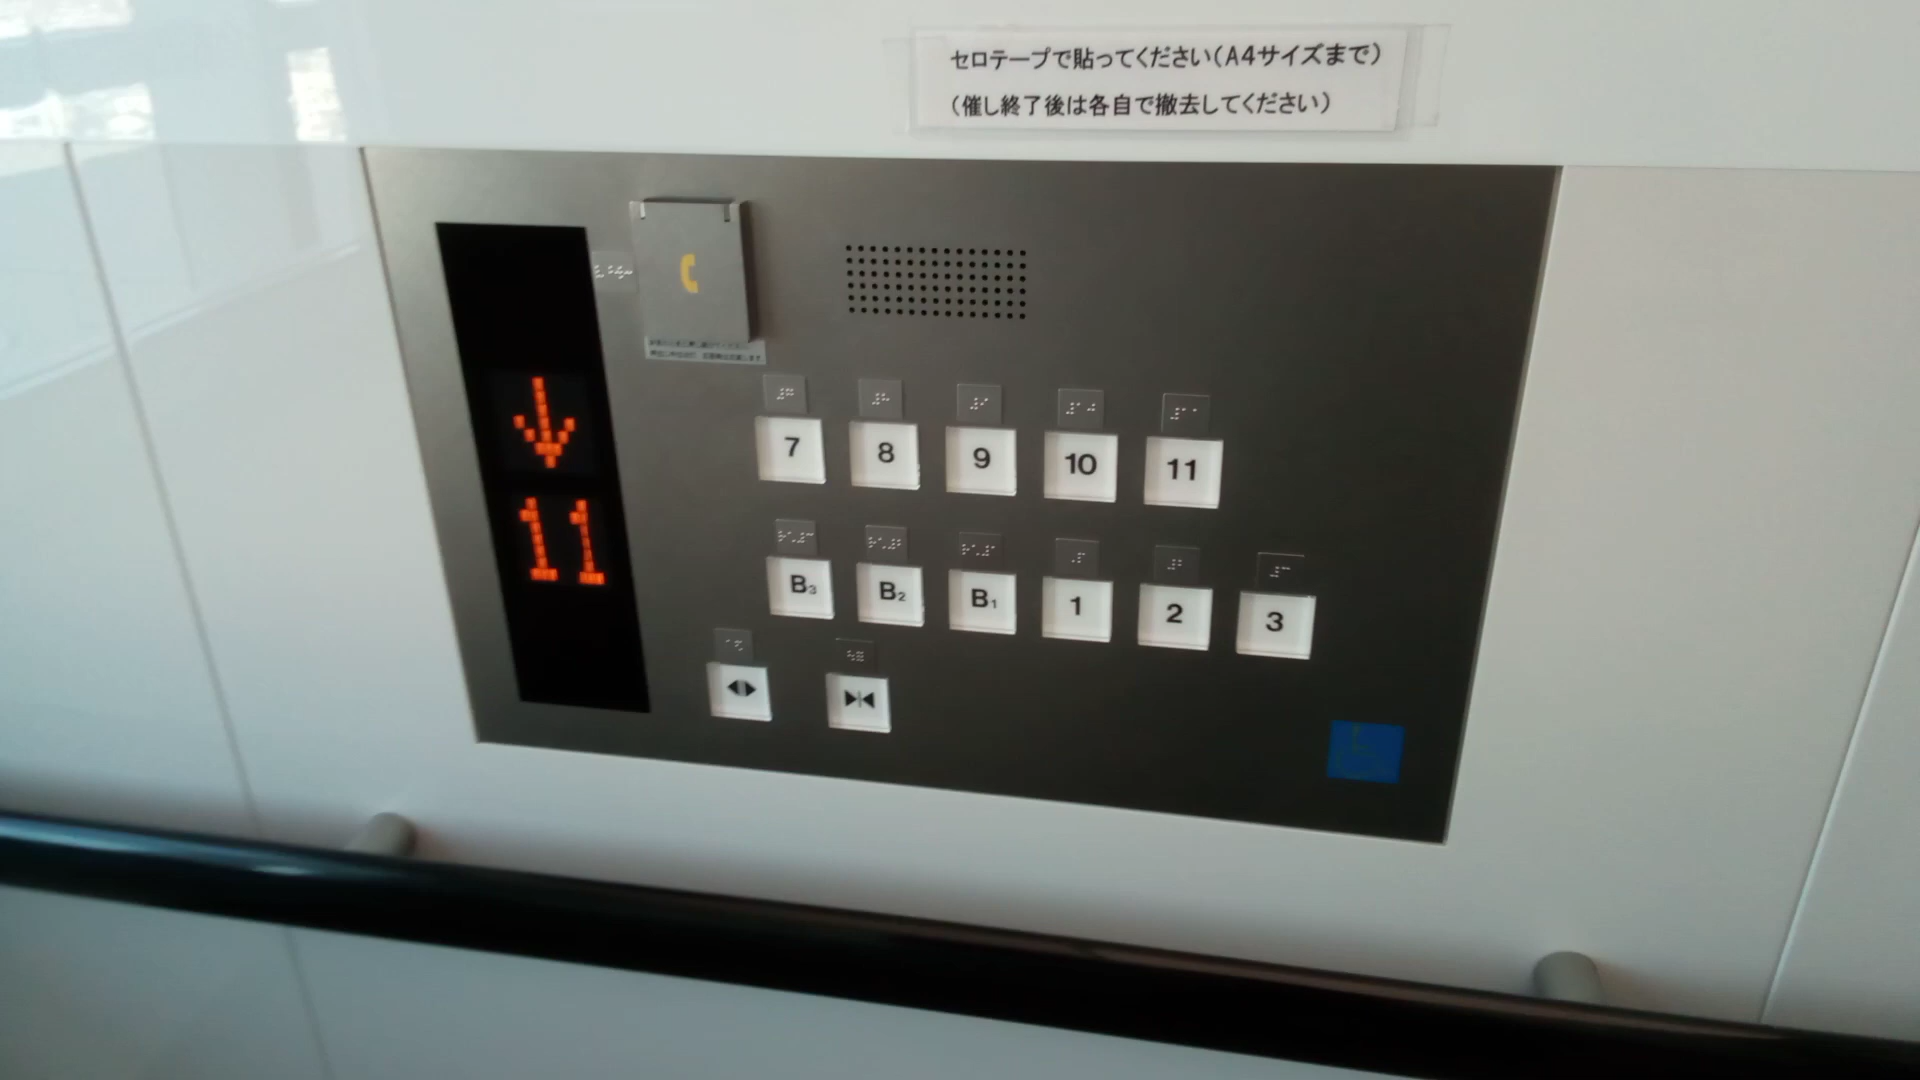 セロテープで貼ってください(A4サイズまで)
(催し終了後は各自で撤去してください)
11
7 8 9 10 11
B3 B2 B1 1 2 3